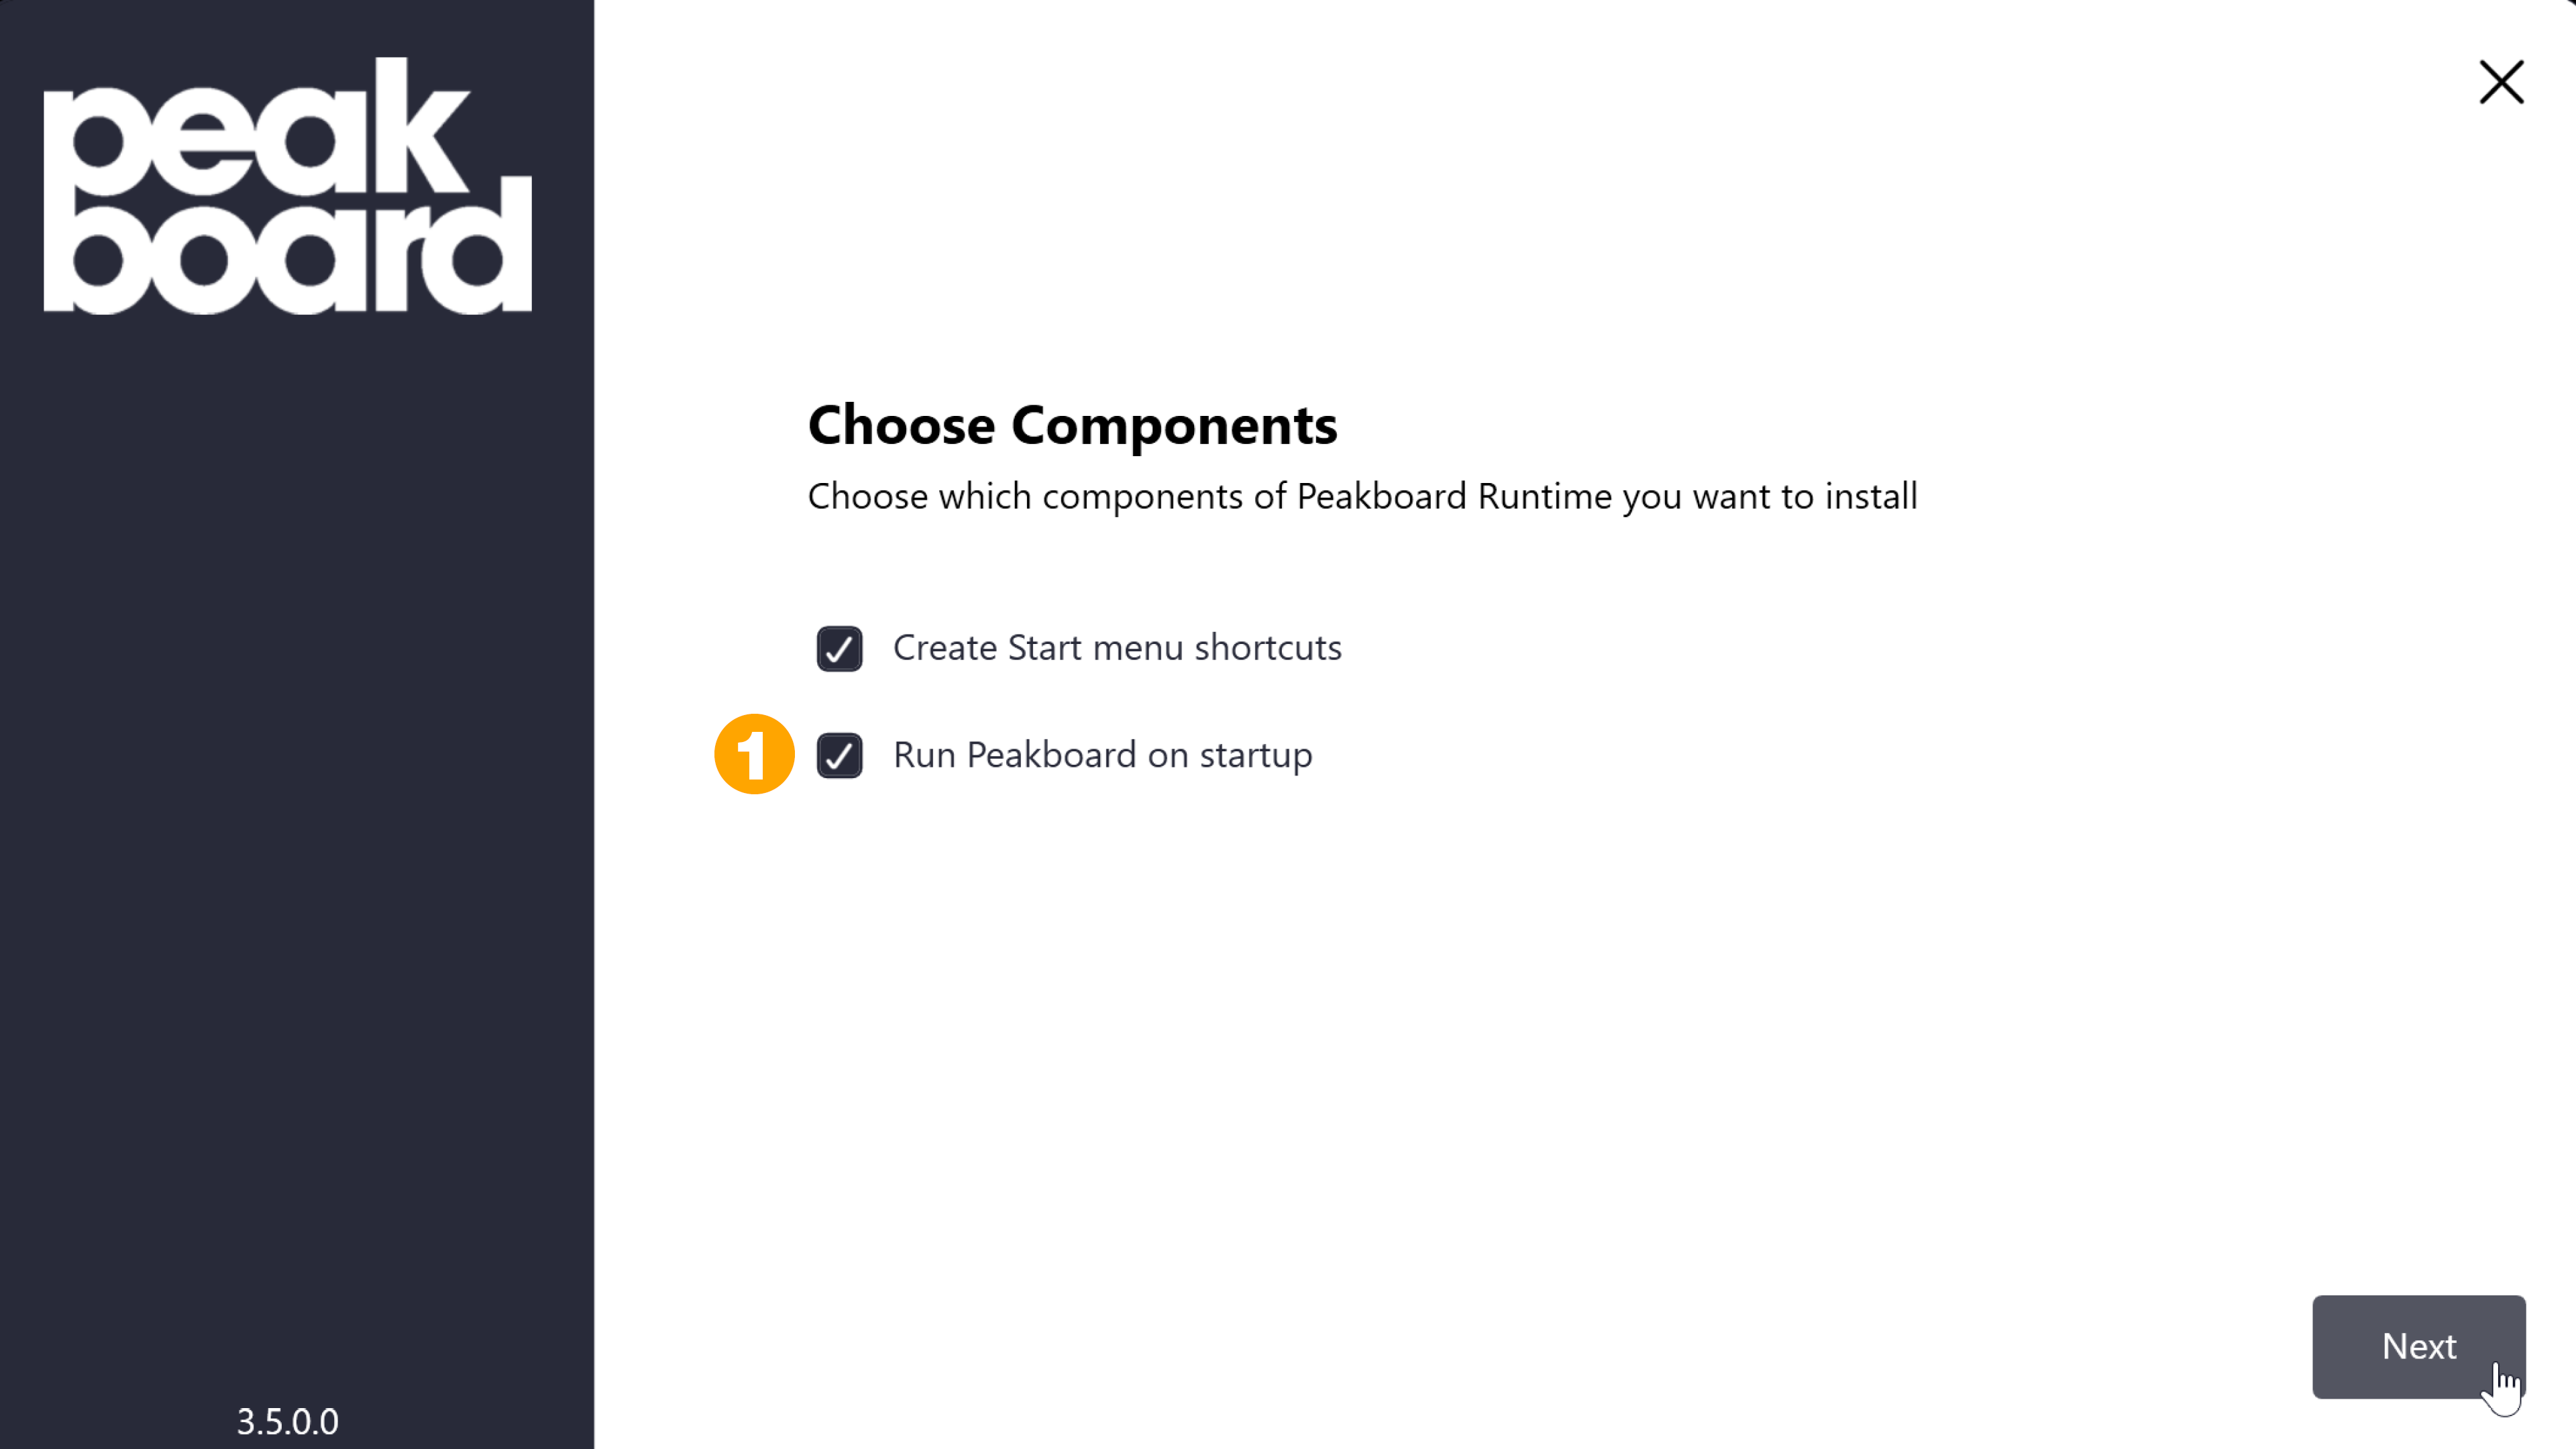 peak
board
Choose Components
Choose which components of Peakboard Runtime you want to install
Create Start menu shortcuts
1
Run Peakboard on startup
Next
3.5.0.0